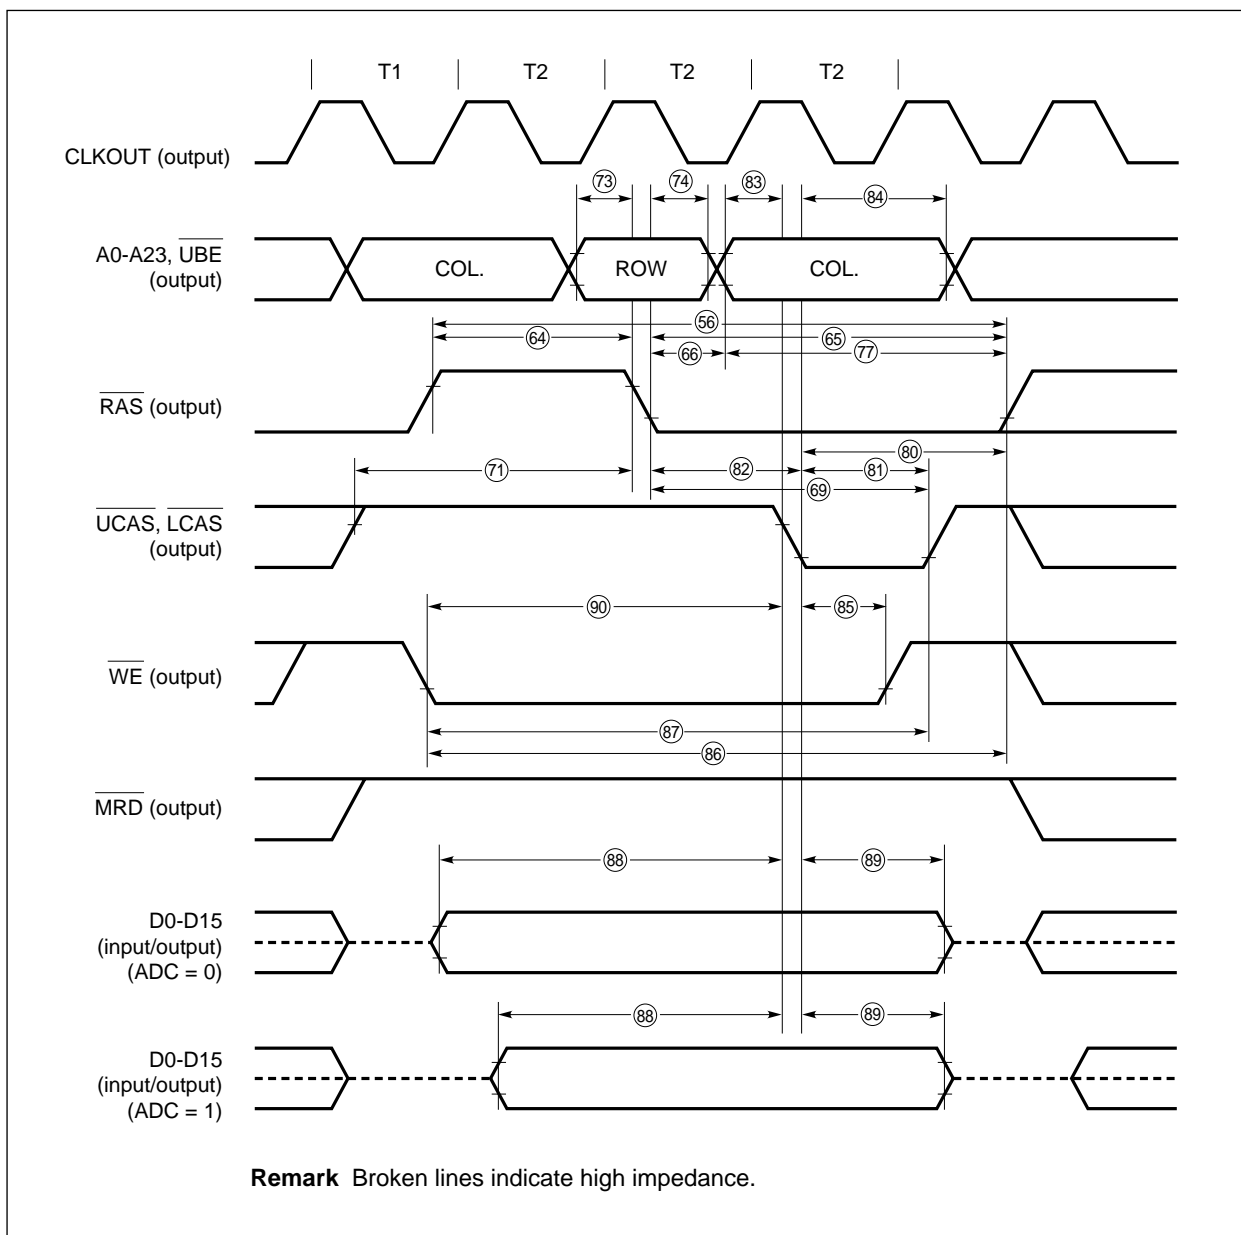 T1 T2 T2 T2
CLKOUT (output)
73 74 83 84
A0-A23, UBE
(output)
COL. ROW COL.
56
64 65
66 77
RAS (output)
80
71 82 81
69
UCAS, LCAS
(output)
90 85
WE (output)
87
86
MRD (output)
88 89
D0-D15
(input/output)
(ADC = 0)
88 89
D0-D15
(input/output)
(ADC = 1)
Remark Broken lines indicate high impedance.